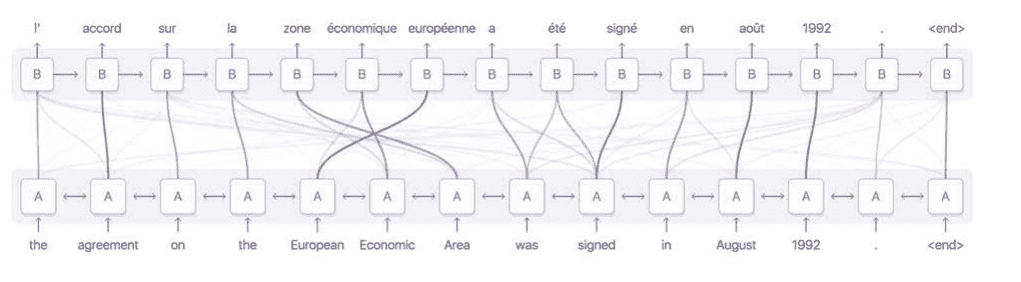 l' accord sur la zone économique européenne a été signé en août 1992 . <end>
B B B B B B B B B B B B B B B
A A A A A A A A A A A A A A
the agreement on the European Economic Area was signed in August 1992 . <end>